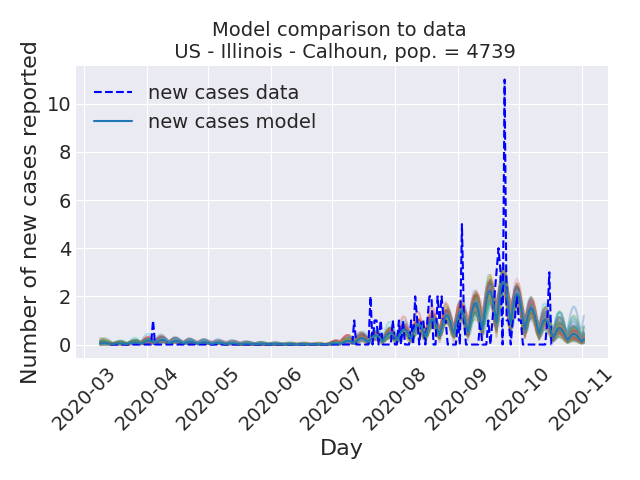 Model comparison to data
US - Illinois - Calhoun, pop. = 4739
Number of new cases reported
10
8
6
4
2
0
new cases data
new cases model
2020-03
2020-04
2020-05
2020-06
2020-07
2020-08
2020-09
2020-10
2020-11
Day